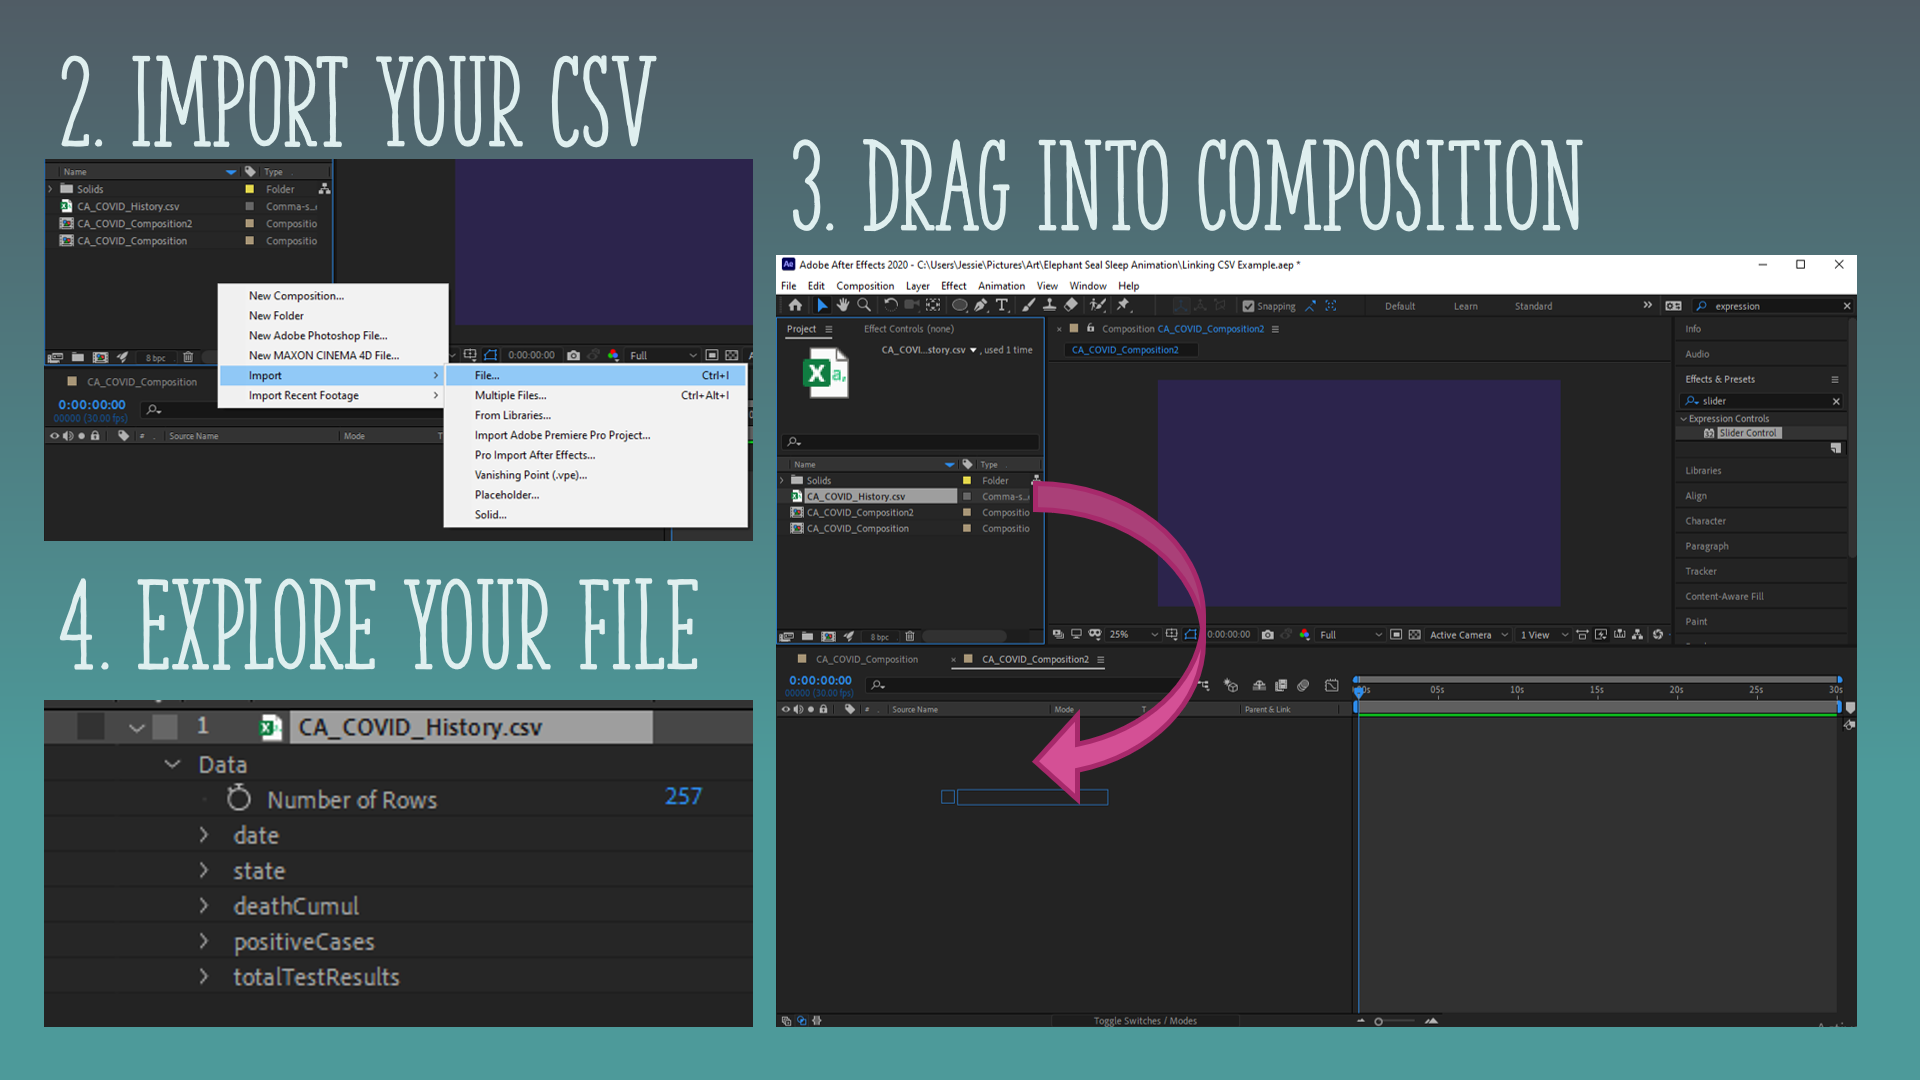 2. IMPORT YOUR CSV
Name Type
Solids Folder
CA_COVID_History.csv Comma-s...
CA_COVID_Composition2 Compositio
CA_COVID_Composition Compositio
New Composition...
New Folder
New Adobe Photoshop File...
New MAXON CINEMA 4D File...
Import
Import Recent Footage
File... Ctrl+I
Multiple Files... Ctrl+Alt+I
From Libraries...
Import Adobe Premiere Pro Project...
Pro Import After Effects...
Vanishing Point (.vpe)...
Placeholder...
Solid...
8 bpc 0:00:00:00 Full
CA_COVID_Composition
0:00:00:00
00000 (30.00 fps)
# Source Name Mode T
3. DRAG INTO COMPOSITION
Ae Adobe After Effects 2020 - C:\Users\Jessie\Pictures\Art\Elephant Seal Sleep Animation\Linking CSV Example.aep *
File Edit Composition Layer Effect Animation View Window Help
Snapping Default Learn Standard expression
Project Effect Controls (none) Composition CA_COVID_Composition2
CA_COVI...story.csv , used 1 time
CA_COVID_Composition2
Name Type
Solids Folder
CA_COVID_History.csv Comma-s...
CA_COVID_Composition2 Compositio
CA_COVID_Composition Compositio
Info
Audio
Effects & Presets
slider
Expression Controls
Slider Control
Libraries
Align
Character
Paragraph
Tracker
Content-Aware Fill
Paint
8 bpc 25% 0:00:00:00 Full Active Camera 1 View
CA_COVID_Composition CA_COVID_Composition2
0:00:00:00
00000 (30.00 fps)
05s 10s 15s 20s 25s 30s
# Source Name Mode T Parent & Link
Toggle Switches / Modes
4. EXPLORE YOUR FILE
1 CA_COVID_History.csv
Data
Number of Rows 257
date
state
deathCumul
positiveCases
totalTestResults